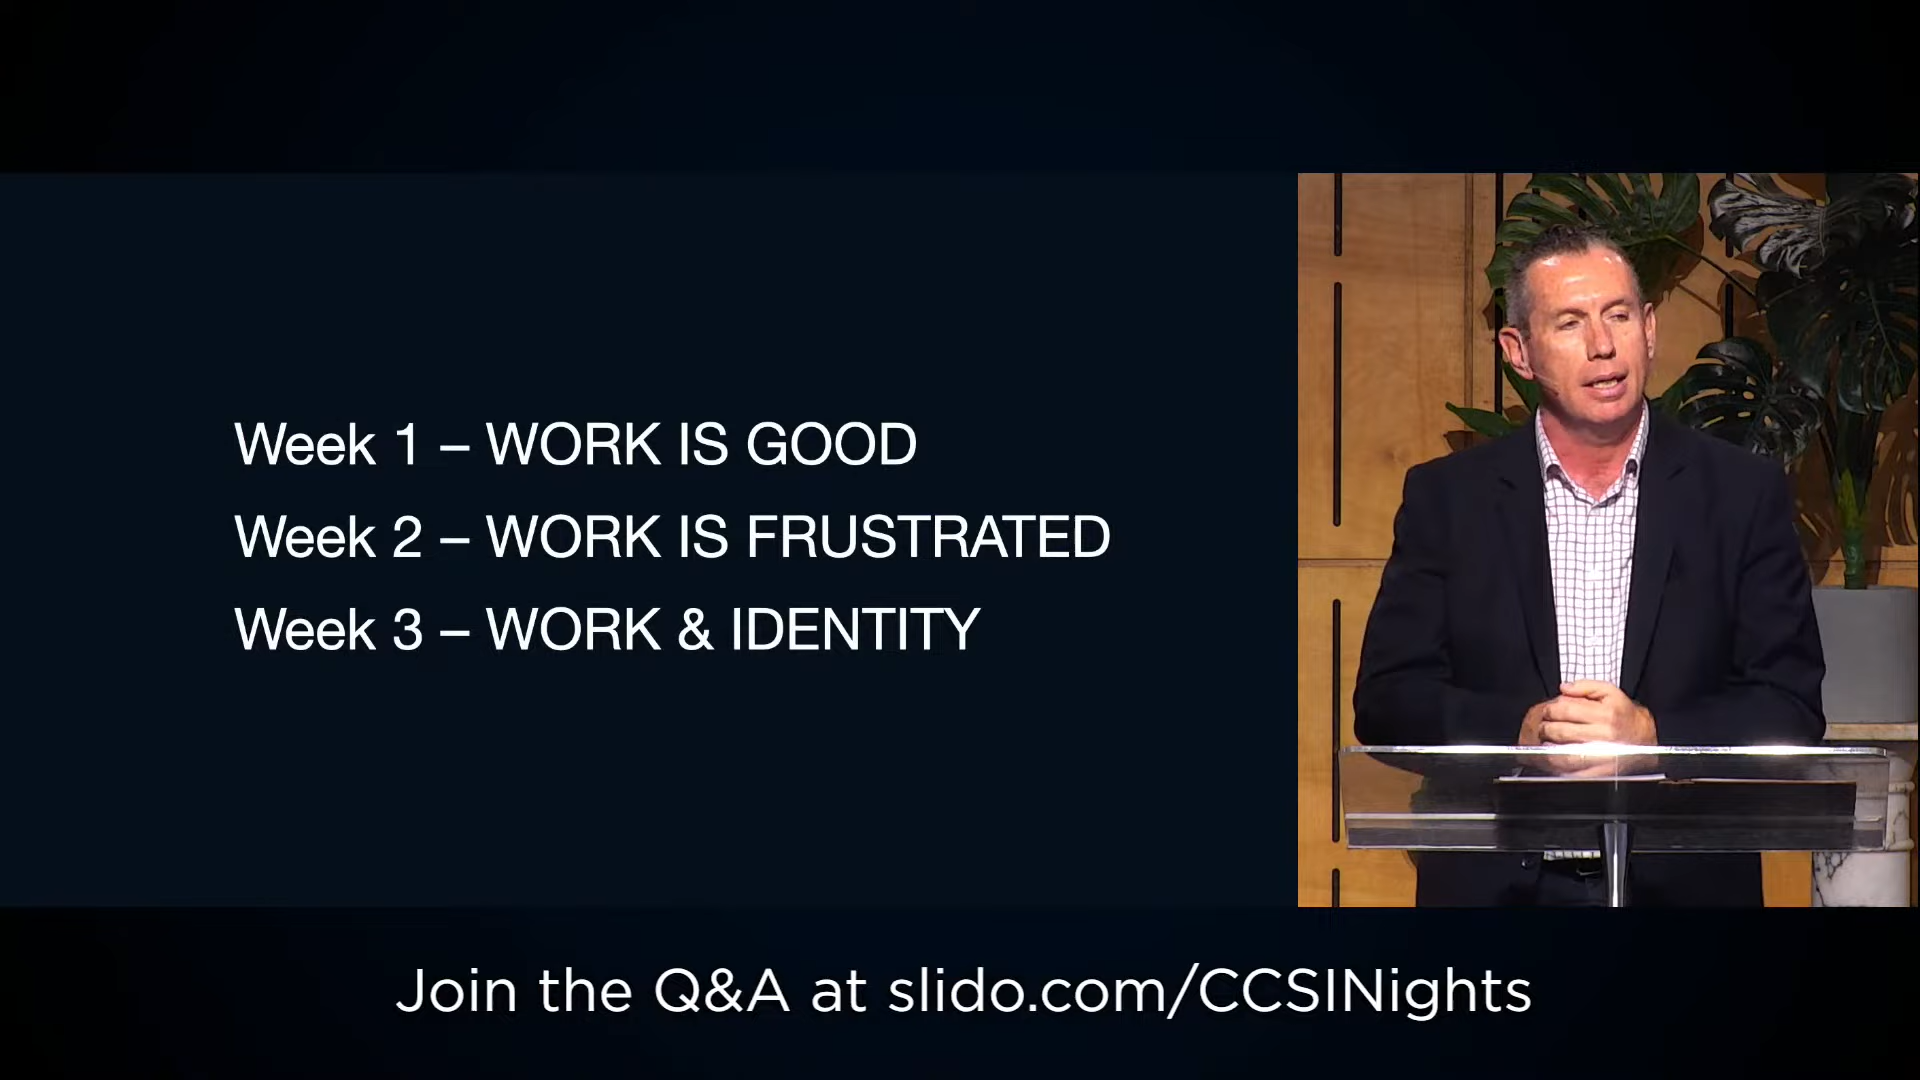 Week 1 – WORK IS GOOD
Week 2 – WORK IS FRUSTRATED
Week 3 – WORK & IDENTITY
Join the Q&A at slido.com/CCSINights